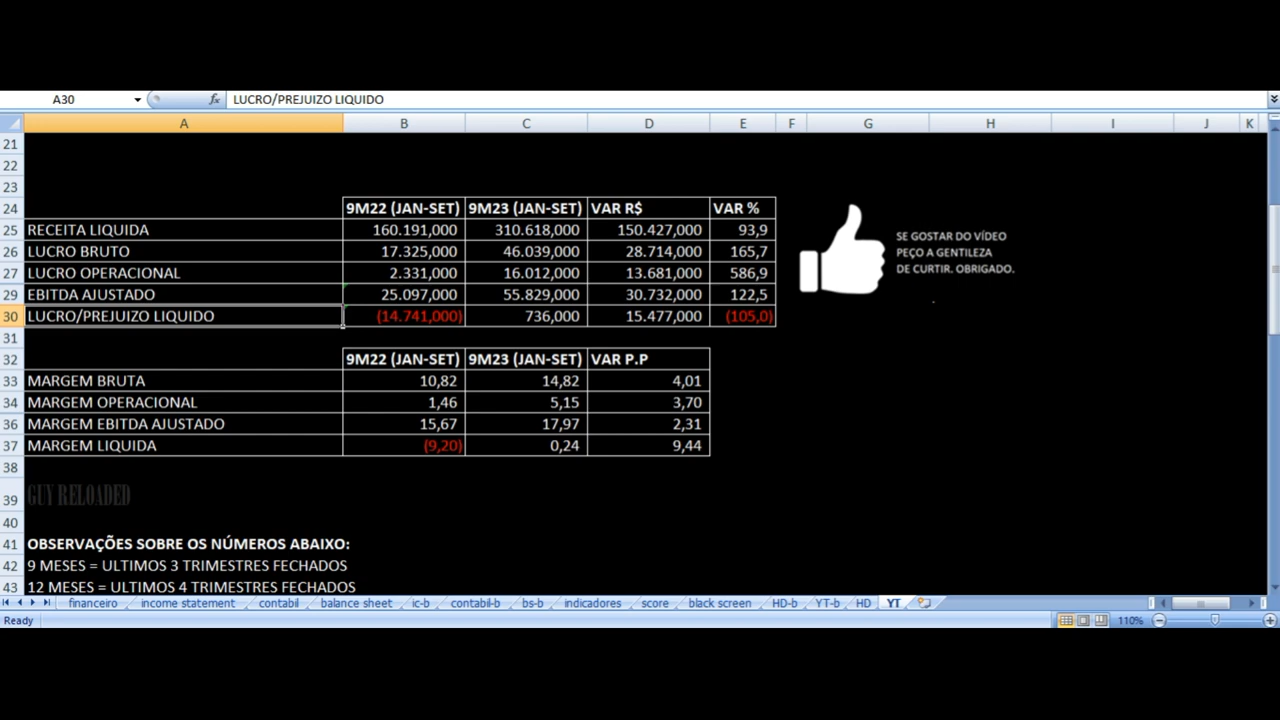 A30 fx LUCRO/PREJUIZO LIQUIDO
A B C D E F G H I J K
21
22
23
24 9M22 (JAN-SET) 9M23 (JAN-SET) VAR R$ VAR %
25 RECEITA LIQUIDA 160.191,000 310.618,000 150.427,000 93,9
26 LUCRO BRUTO 17.325,000 46.039,000 28.714,000 165,7
27 LUCRO OPERACIONAL 2.331,000 16.012,000 13.681,000 586,9
29 EBITDA AJUSTADO 25.097,000 55.829,000 30.732,000 122,5
30 LUCRO/PREJUIZO LIQUIDO (14.741,000) 736,000 15.477,000 (105,0)
SE GOSTAR DO VÍDEO
PEÇO A GENTILEZA
DE CURTIR. OBRIGADO.
31
32 9M22 (JAN-SET) 9M23 (JAN-SET) VAR P.P
33 MARGEM BRUTA 10,82 14,82 4,01
34 MARGEM OPERACIONAL 1,46 5,15 3,70
36 MARGEM EBITDA AJUSTADO 15,67 17,97 2,31
37 MARGEM LIQUIDA (9,20) 0,24 9,44
38
39 GUY RELOADED
40
41 OBSERVAÇÕES SOBRE OS NÚMEROS ABAIXO:
42 9 MESES = ULTIMOS 3 TRIMESTRES FECHADOS
43 12 MESES = ULTIMOS 4 TRIMESTRES FECHADOS
financeiro income statement contabil balance sheet ic-b contabil-b bs-b indicadores score black screen HD-b YT-b HD YT
Ready 110%